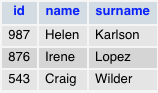 id name surname
987 Helen Karlson
876 Irene Lopez
543 Craig Wilder